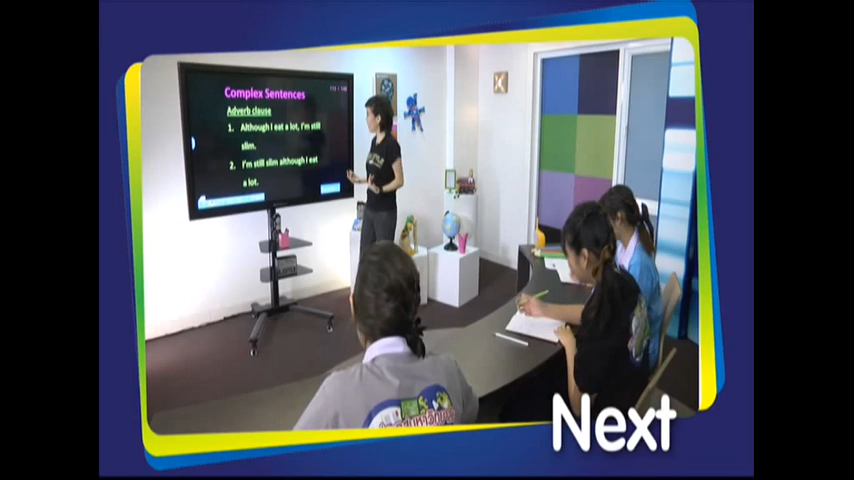 Complex Sentences
Adverb clause
1. Although I eat a lot, I'm still
slim.
2. I'm still slim although I eat
a lot.
Next